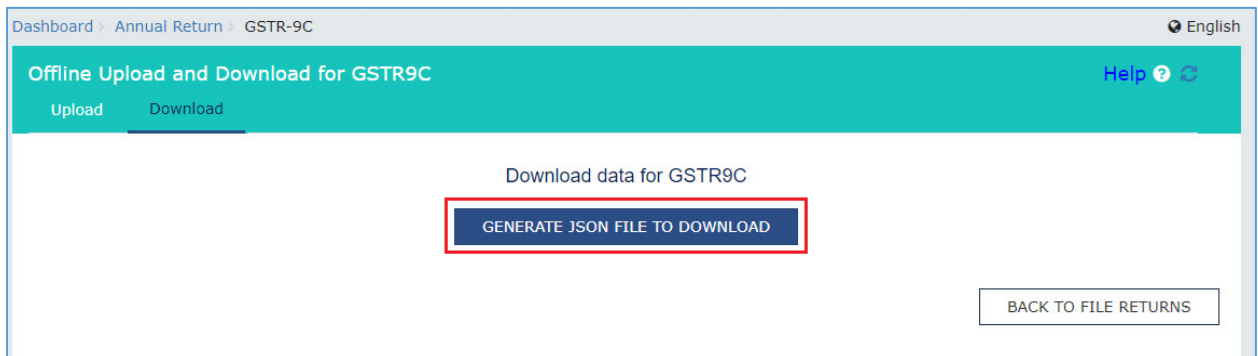 Dashboard > Annual Return > GSTR-9C English
Offline Upload and Download for GSTR9C Help ?
Upload Download
Download data for GSTR9C
GENERATE JSON FILE TO DOWNLOAD
BACK TO FILE RETURNS